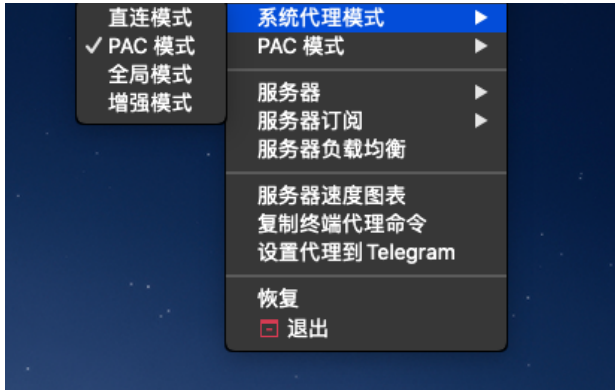 直连模式
PAC 模式
全局模式
增强模式
系统代理模式
PAC 模式
服务器
服务器订阅
服务器负载均衡
服务器速度图表
复制终端代理命令
设置代理到 Telegram
恢复
退出